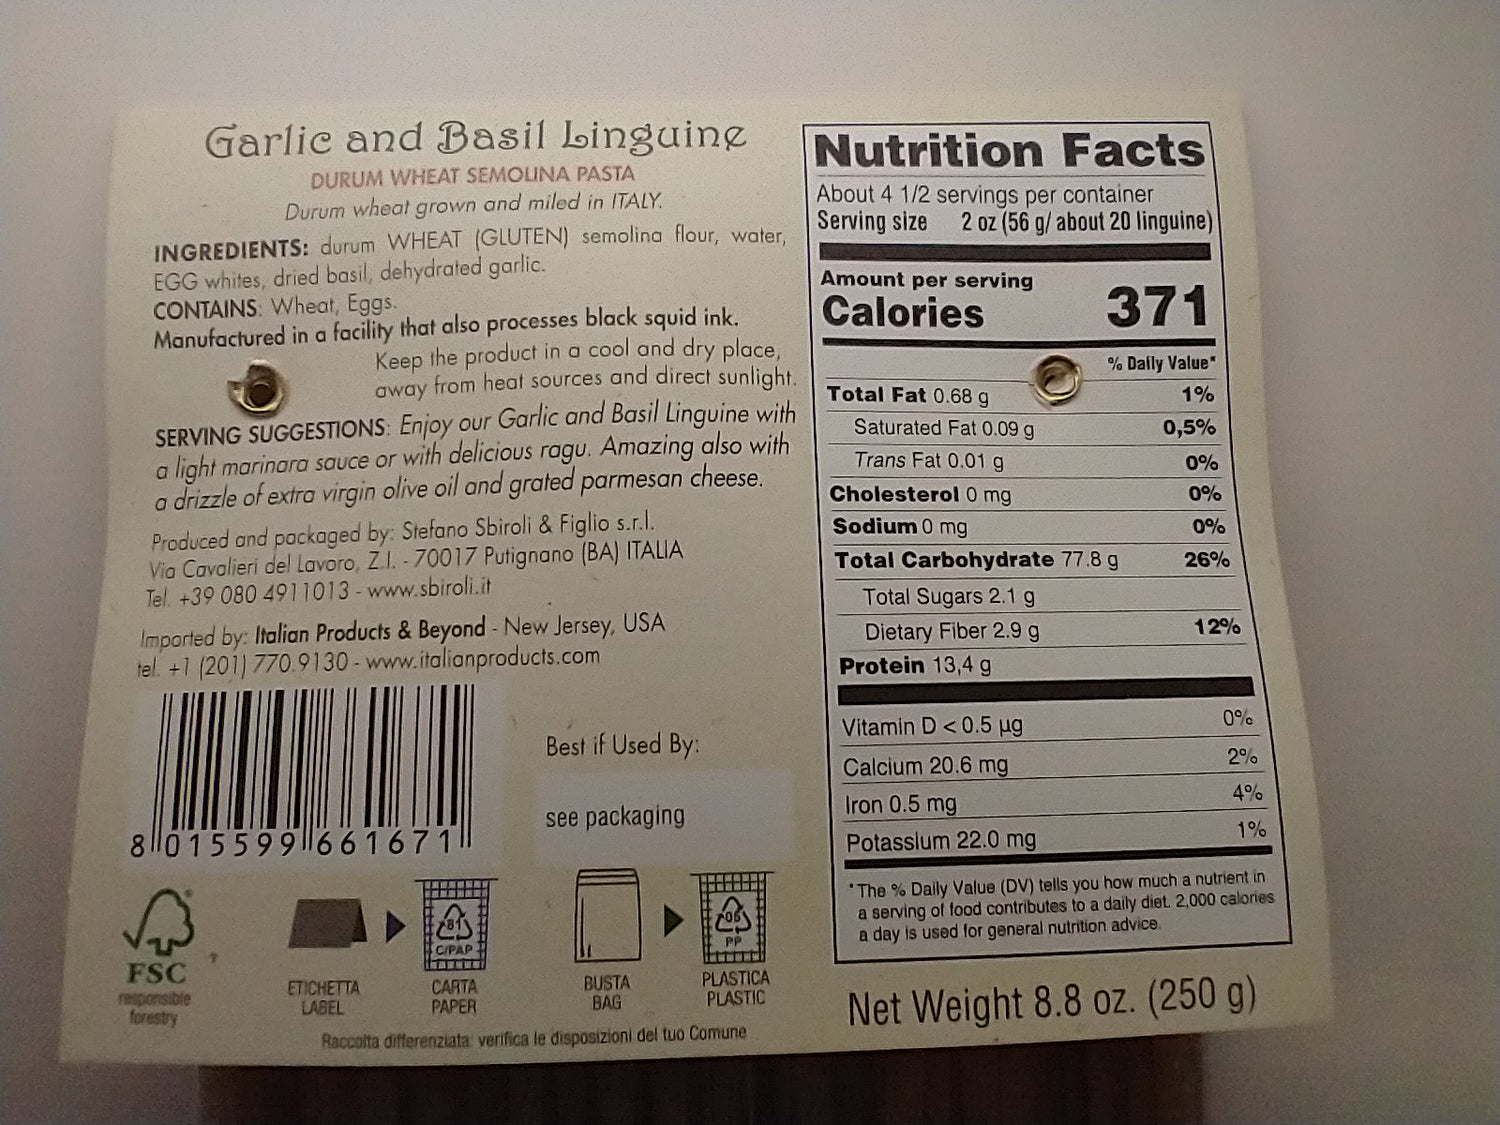 Garlic and Basil Linguine
DURUM WHEAT SEMOLINA PASTA
Durum wheat grown and miled in ITALY.
INGREDIENTS: durum WHEAT (GLUTEN) semolina flour, water,
EGG whites, dried basil, dehydrated garlic.
CONTAINS: Wheat, Eggs.
Manufactured in a facility that also processes black squid ink.
Keep the product in a cool and dry place,
away from heat sources and direct sunlight.
SERVING SUGGESTIONS: Enjoy our Garlic and Basil Linguine with
a light marinara sauce or with delicious ragu. Amazing also with
a drizzle of extra virgin olive oil and grated parmesan cheese.
Produced and packaged by: Stefano Sbiroli & Figlio s.r.l.
Via Cavalieri del Lavoro, Z.I. - 70017 Putignano (BA) ITALIA
Tel. +39 080 4911013 - www.sbiroli.it
Imported by: Italian Products & Beyond - New Jersey, USA
tel. +1 (201) 770.9130 - www.italianproducts.com
8 015599 661671
Best if Used By:
see packaging
FSC
responsible
forestry
ETICHETTA
LABEL
81
C/PAP
CARTA
PAPER
BUSTA
BAG
05
PP
PLASTICA
PLASTIC
Raccolta differenziata: verifica le disposizioni del tuo Comune
Nutrition Facts
About 4 1/2 servings per container
Serving size 2 oz (56 g/ about 20 linguine)
Amount per serving
Calories 371
% Daily Value*
Total Fat 0.68 g 1%
Saturated Fat 0.09 g 0,5%
Trans Fat 0.01 g 0%
Cholesterol 0 mg 0%
Sodium 0 mg 0%
Total Carbohydrate 77.8 g 26%
Total Sugars 2.1 g
Dietary Fiber 2.9 g 12%
Protein 13,4 g
Vitamin D < 0.5 µg 0%
Calcium 20.6 mg 2%
Iron 0.5 mg 4%
Potassium 22.0 mg 1%
* The % Daily Value (DV) tells you how much a nutrient in
a serving of food contributes to a daily diet. 2,000 calories
a day is used for general nutrition advice.
Net Weight 8.8 oz. (250 g)